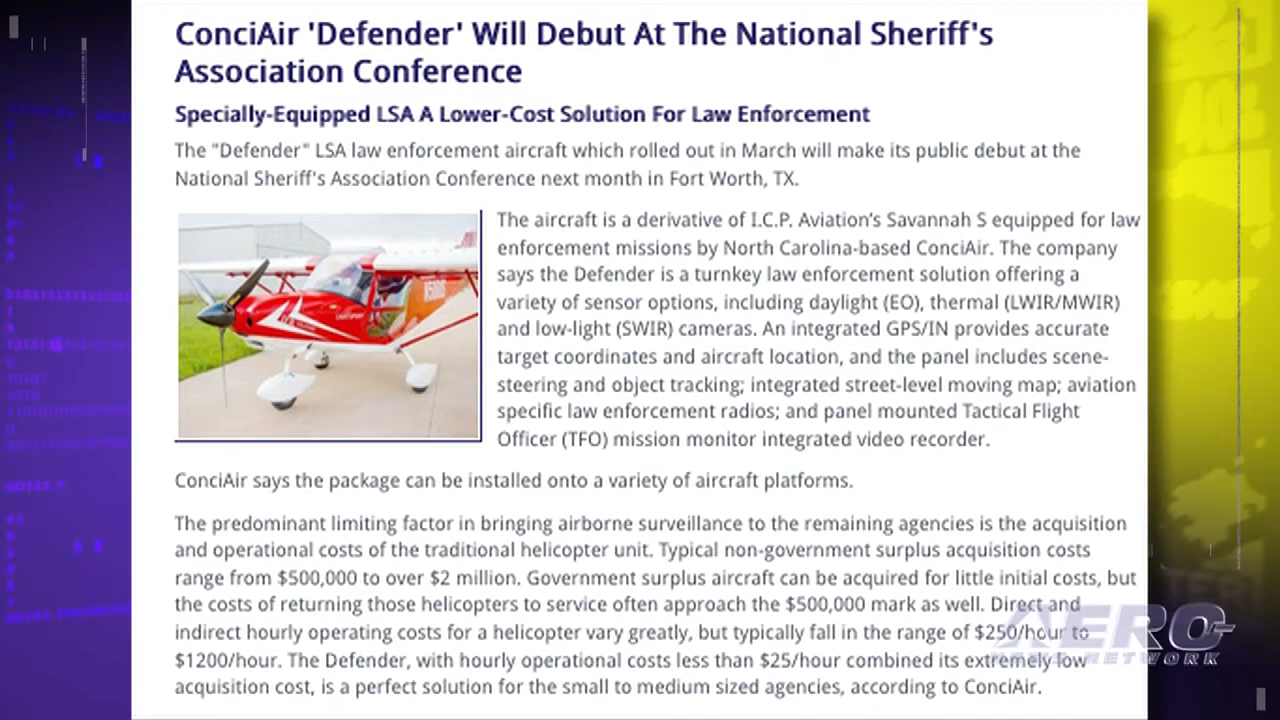 ConciAir 'Defender' Will Debut At The National Sheriff's
Association Conference
Specially-Equipped LSA A Lower-Cost Solution For Law Enforcement
The "Defender" LSA law enforcement aircraft which rolled out in March will make its public debut at the
National Sheriff's Association Conference next month in Fort Worth, TX.
The aircraft is a derivative of I.C.P. Aviation's Savannah S equipped for law
enforcement missions by North Carolina-based ConciAir. The company
says the Defender is a turnkey law enforcement solution offering a
variety of sensor options, including daylight (EO), thermal (LWIR/MWIR)
and low-light (SWIR) cameras. An integrated GPS/IN provides accurate
target coordinates and aircraft location, and the panel includes scene-
steering and object tracking; integrated street-level moving map; aviation
specific law enforcement radios; and panel mounted Tactical Flight
Officer (TFO) mission monitor integrated video recorder.
ConciAir says the package can be installed onto a variety of aircraft platforms.
The predominant limiting factor in bringing airborne surveillance to the remaining agencies is the acquisition
and operational costs of the traditional helicopter unit. Typical non-government surplus acquisition costs
range from $500,000 to over $2 million. Government surplus aircraft can be acquired for little initial costs, but
the costs of returning those helicopters to service often approach the $500,000 mark as well. Direct and
indirect hourly operating costs for a helicopter vary greatly, but typically fall in the range of $250/hour to
$1200/hour. The Defender, with hourly operational costs less than $25/hour combined its extremely low
acquisition cost, is a perfect solution for the small to medium sized agencies, according to ConciAir.
AERO
NEWS NETWORK